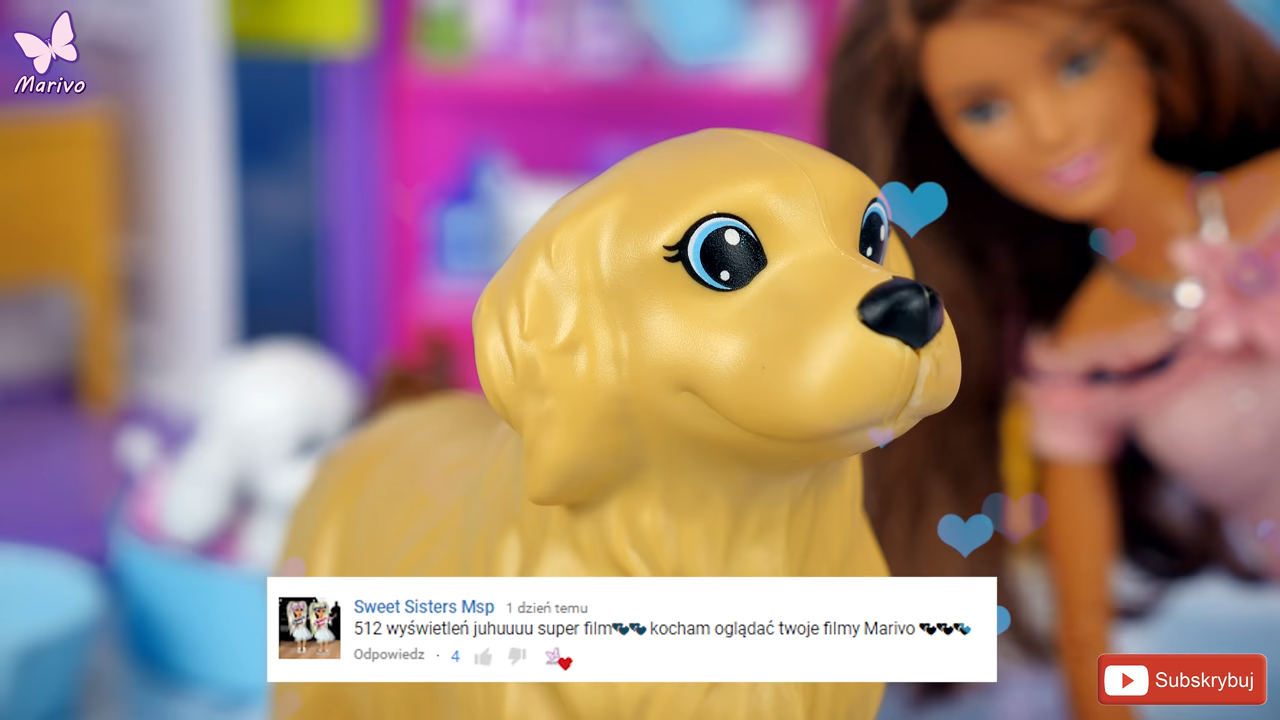 Marivo
Sweet Sisters Msp 1 dzień temu
512 wyświetleń juhuuuu super film🖤🖤 kocham oglądać twoje filmy Marivo 🖤🖤🖤
Odpowiedz · 4
Subskrybuj